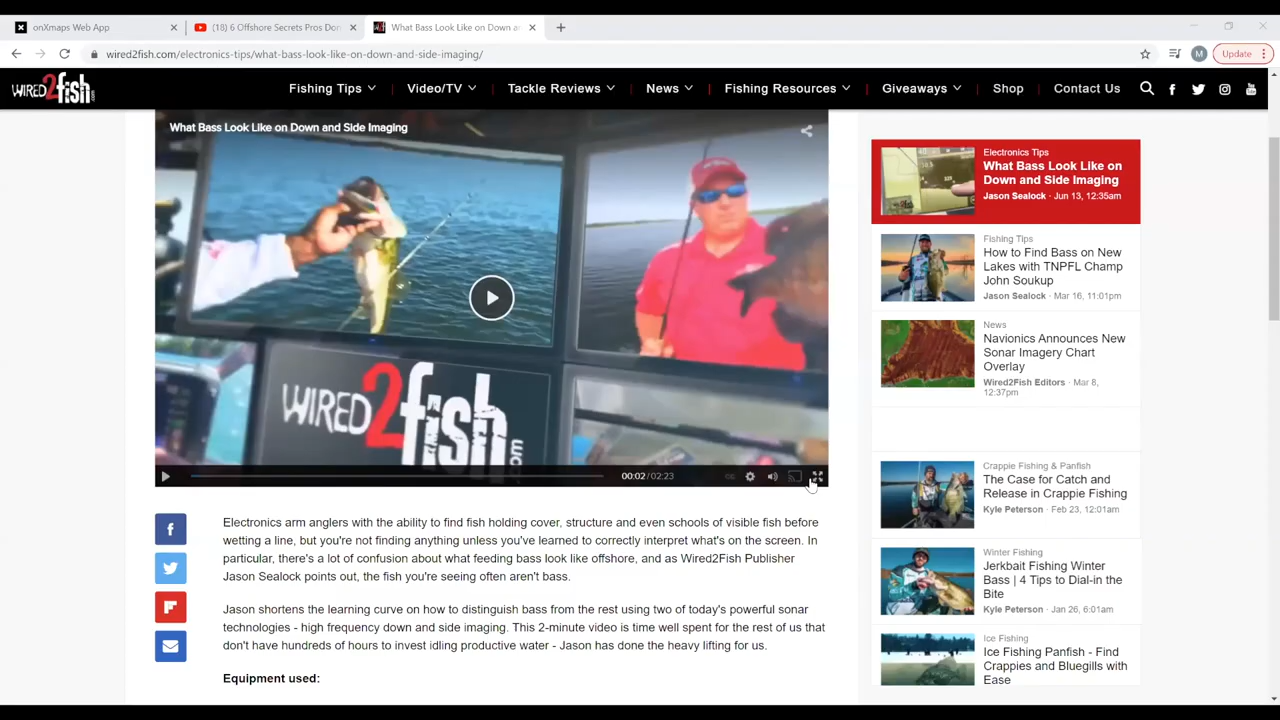 onXmaps Web App
(18) 6 Offshore Secrets Pros Don
What Bass Look Like on Down an
wired2fish.com/electronics-tips/what-bass-look-like-on-down-and-side-imaging/
M
Update
WIRED2fish.com
Fishing Tips
Video/TV
Tackle Reviews
News
Fishing Resources
Giveaways
Shop
Contact Us
What Bass Look Like on Down and Side Imaging
WIRED2fish.com
00:02/02:23
Electronics arm anglers with the ability to find fish holding cover, structure and even schools of visible fish before
wetting a line, but you're not finding anything unless you've learned to correctly interpret what's on the screen. In
particular, there's a lot of confusion about what feeding bass look like offshore, and as Wired2Fish Publisher
Jason Sealock points out, the fish you're seeing often aren't bass.
Jason shortens the learning curve on how to distinguish bass from the rest using two of today's powerful sonar
technologies - high frequency down and side imaging. This 2-minute video is time well spent for the rest of us that
don't have hundreds of hours to invest idling productive water - Jason has done the heavy lifting for us.
Equipment used:
Electronics Tips
What Bass Look Like on
Down and Side Imaging
Jason Sealock · Jun 13, 12:35am
Fishing Tips
How to Find Bass on New
Lakes with TNPFL Champ
John Soukup
Jason Sealock · Mar 16, 11:01pm
News
Navionics Announces New
Sonar Imagery Chart
Overlay
Wired2Fish Editors · Mar 8,
12:37pm
Crappie Fishing & Panfish
The Case for Catch and
Release in Crappie Fishing
Kyle Peterson · Feb 23, 12:01am
Winter Fishing
Jerkbait Fishing Winter
Bass | 4 Tips to Dial-in the
Bite
Kyle Peterson · Jan 26, 6:01am
Ice Fishing
Ice Fishing Panfish - Find
Crappies and Bluegills with
Ease